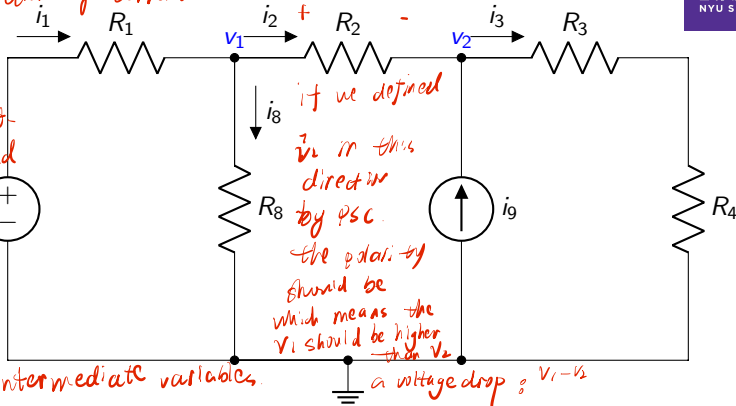 NYU S
i1 R1 i2 + - R2 i3 R3
v1 v2
if we defined
i8
i2 in this
direction
R8 by PSC. i9 R4
the polarity
should be
which means the
V1 should be higher
than V2
intermediate variables. a voltage drop: V1-V2